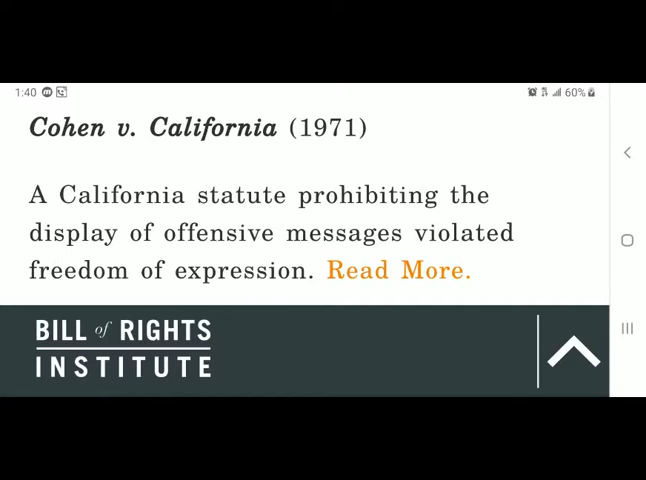 1:40
60%
Cohen v. California (1971)
A California statute prohibiting the
display of offensive messages violated
freedom of expression. Read More.
BILL of RIGHTS
INSTITUTE